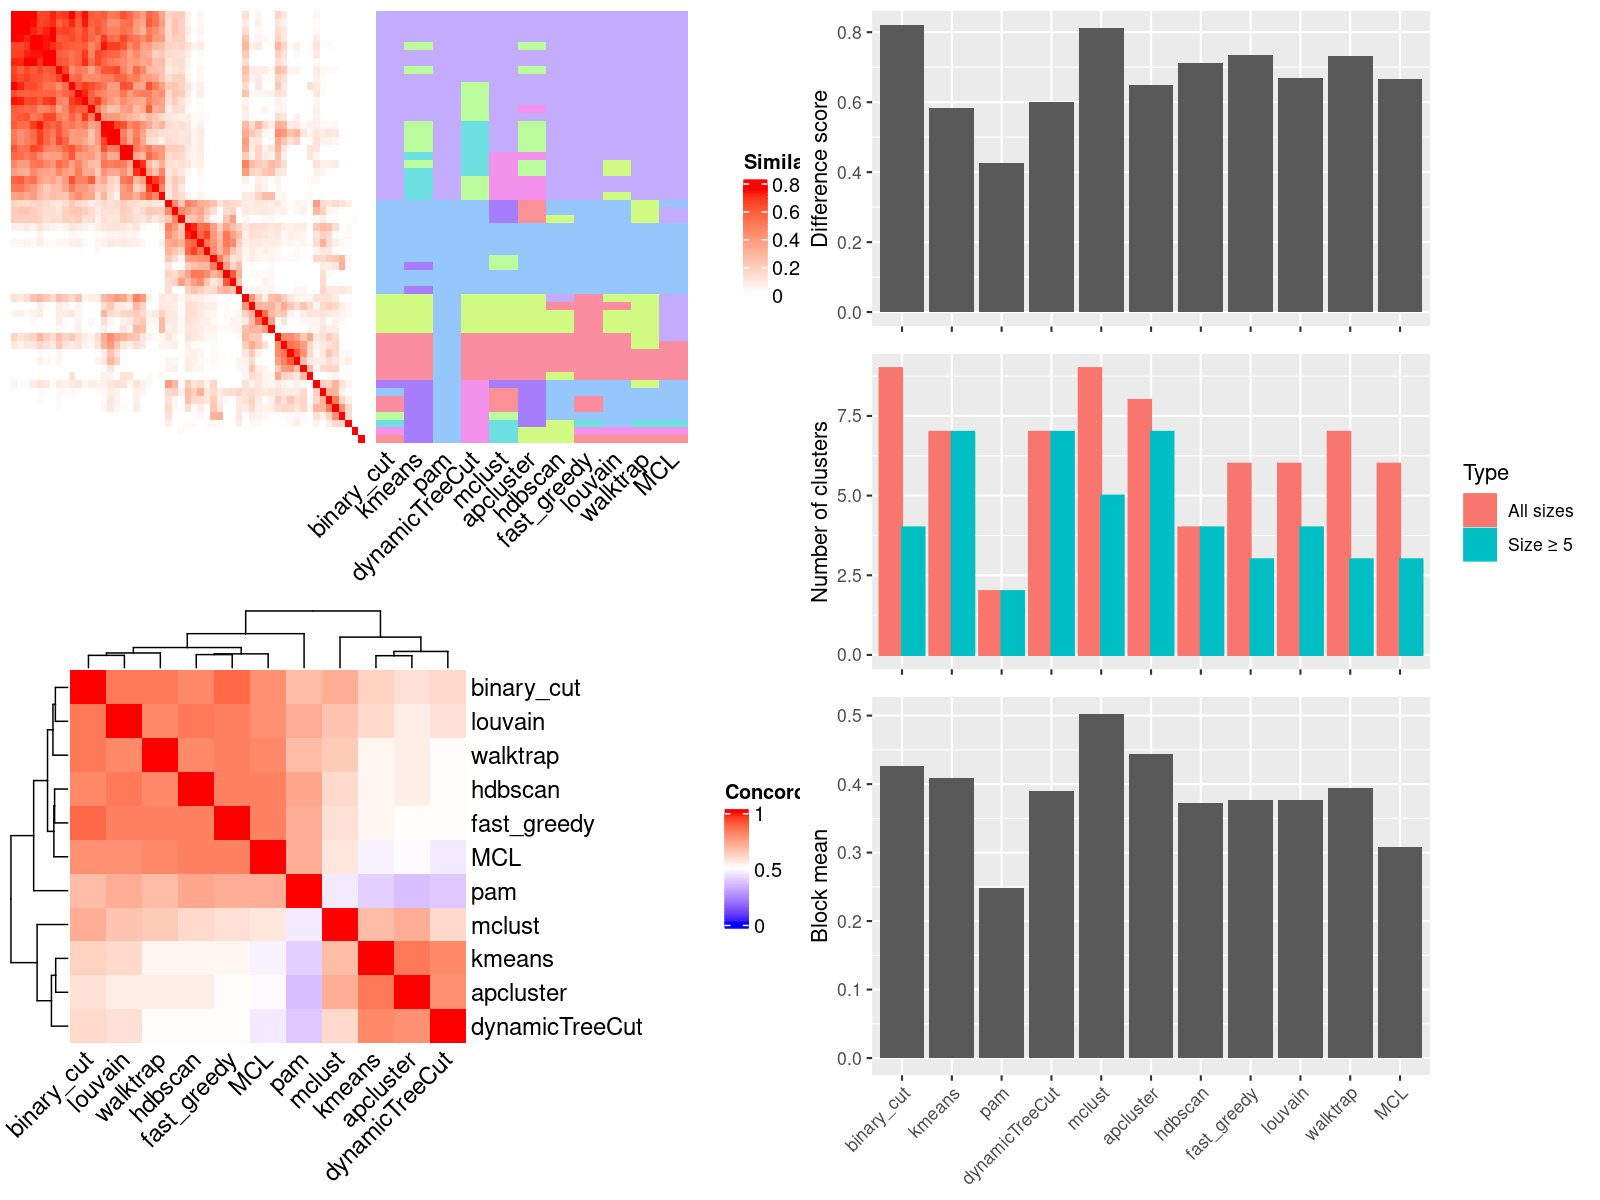 Simila
0.8
0.6
0.4
0.2
0
binary_cut
kmeans
pam
dynamicTreeCut
mclust
apcluster
hdbscan
fast_greedy
louvain
walktrap
MCL
binary_cut
louvain
walktrap
hdbscan
fast_greedy
MCL
pam
mclust
kmeans
apcluster
dynamicTreeCut
binary_cut
louvain
walktrap
hdbscan
fast_greedy
MCL
pam
mclust
kmeans
apcluster
dynamicTreeCut
Concord
1
0.5
0
Difference score
0.8
0.6
0.4
0.2
0.0
Number of clusters
7.5
5.0
2.5
0.0
Type
All sizes
Size ≥ 5
Block mean
0.5
0.4
0.3
0.2
0.1
0.0
binary_cut
kmeans
pam
dynamicTreeCut
mclust
apcluster
hdbscan
fast_greedy
louvain
walktrap
MCL